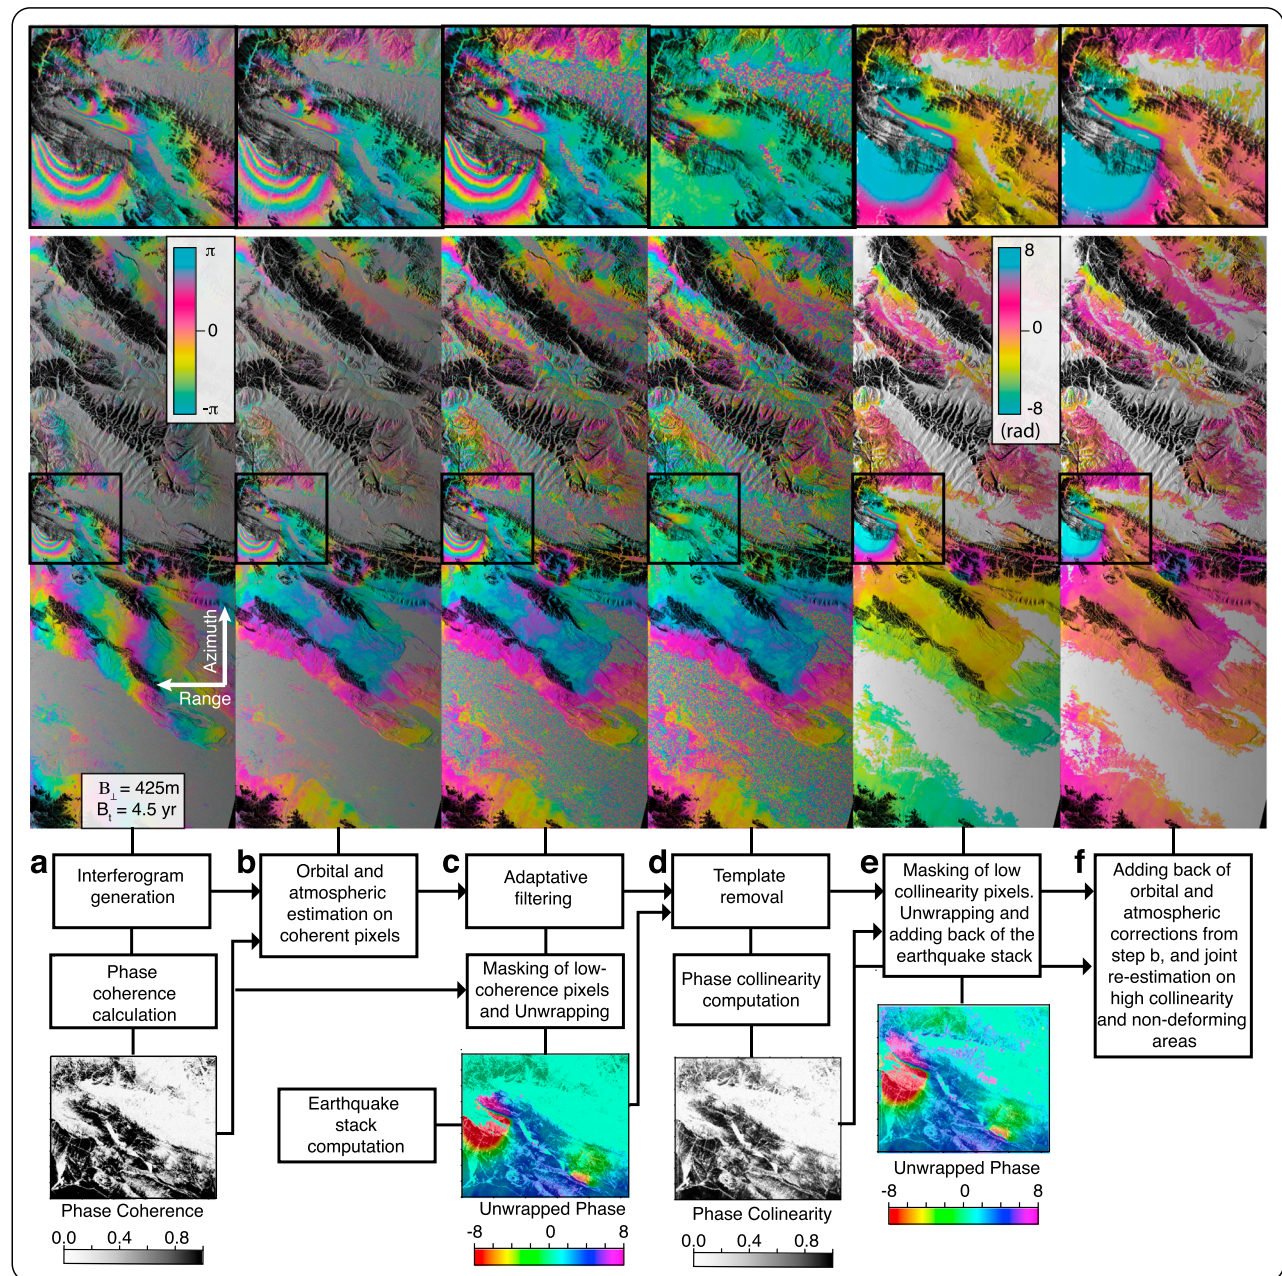 π
0
-π
8
0
-8
(rad)
Azimuth
Range
B⊥ = 425m
Bt = 4.5 yr
a
Interferogram
generation
b
Orbital and
atmospheric
estimation on
coherent pixels
c
Adaptive
filtering
d
Template
removal
e
Masking of low
collinearity pixels.
Unwrapping and
adding back of the
earthquake stack
f
Adding back of
orbital and
atmospheric
corrections from
step b, and joint
re-estimation on
high collinearity
and non-deforming
areas
Phase
coherence
calculation
Masking of low-
coherence pixels
and Unwrapping
Phase collinearity
computation
Earthquake
stack
computation
Phase Coherence
0.0 0.4 0.8
Unwrapped Phase
-8 0 8
Phase Colinearity
0.0 0.4 0.8
Unwrapped Phase
-8 0 8